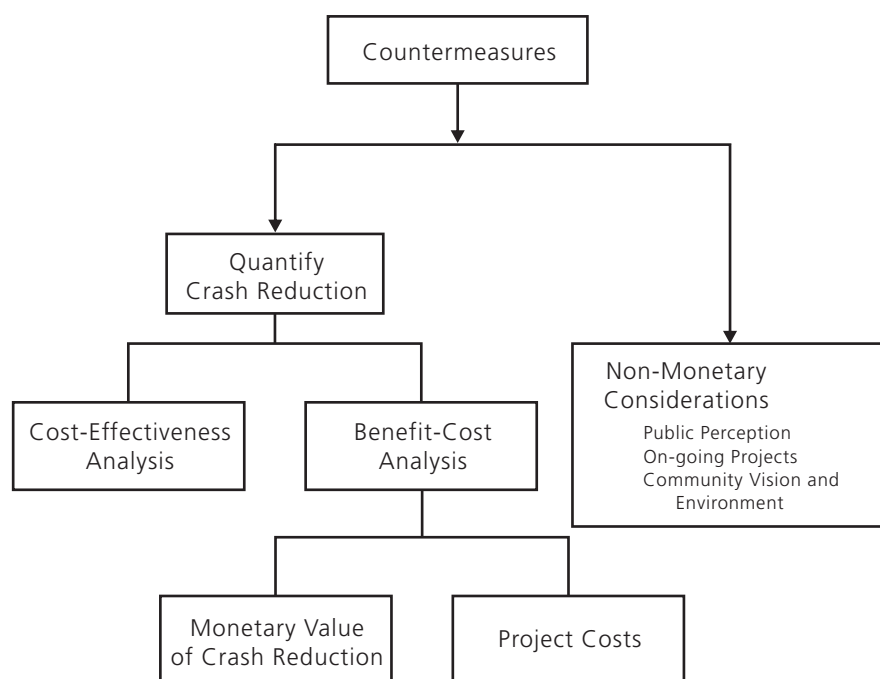 Countermeasures
Quantify
Crash Reduction
Non-Monetary
Considerations
Public Perception
On-going Projects
Community Vision and
Environment
Cost-Effectiveness
Analysis
Benefit-Cost
Analysis
Monetary Value
of Crash Reduction
Project Costs